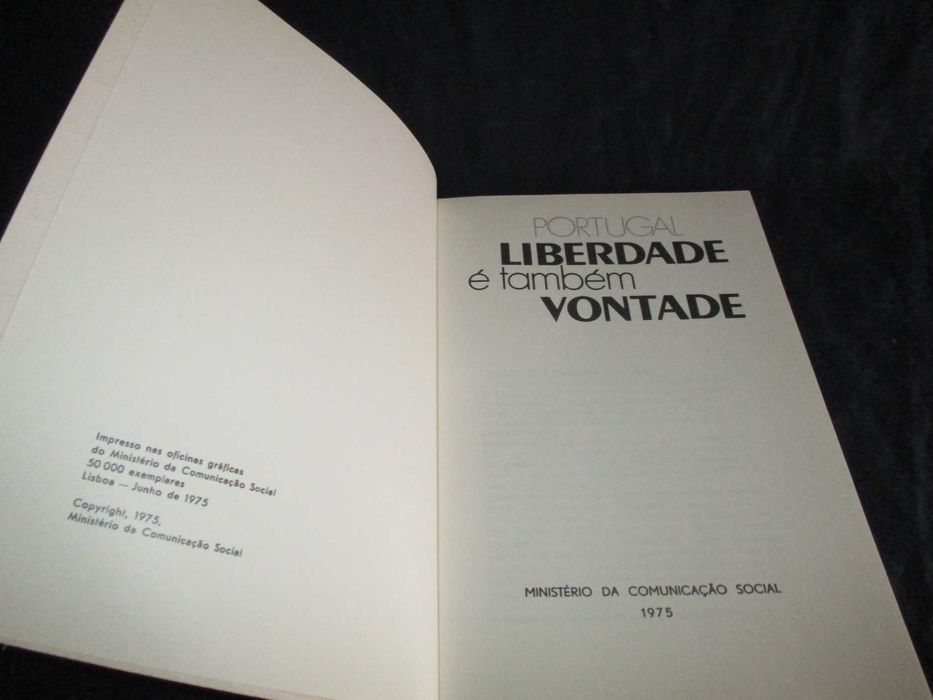 Impresso nas oficinas gráficas
do Ministério da Comunicação Social
50 000 exemplares
Lisboa — Junho de 1975
Copyright, 1975,
Ministério da Comunicação Social
PORTUGAL
LIBERDADE
é também
VONTADE
MINISTÉRIO DA COMUNICAÇÃO SOCIAL
1975